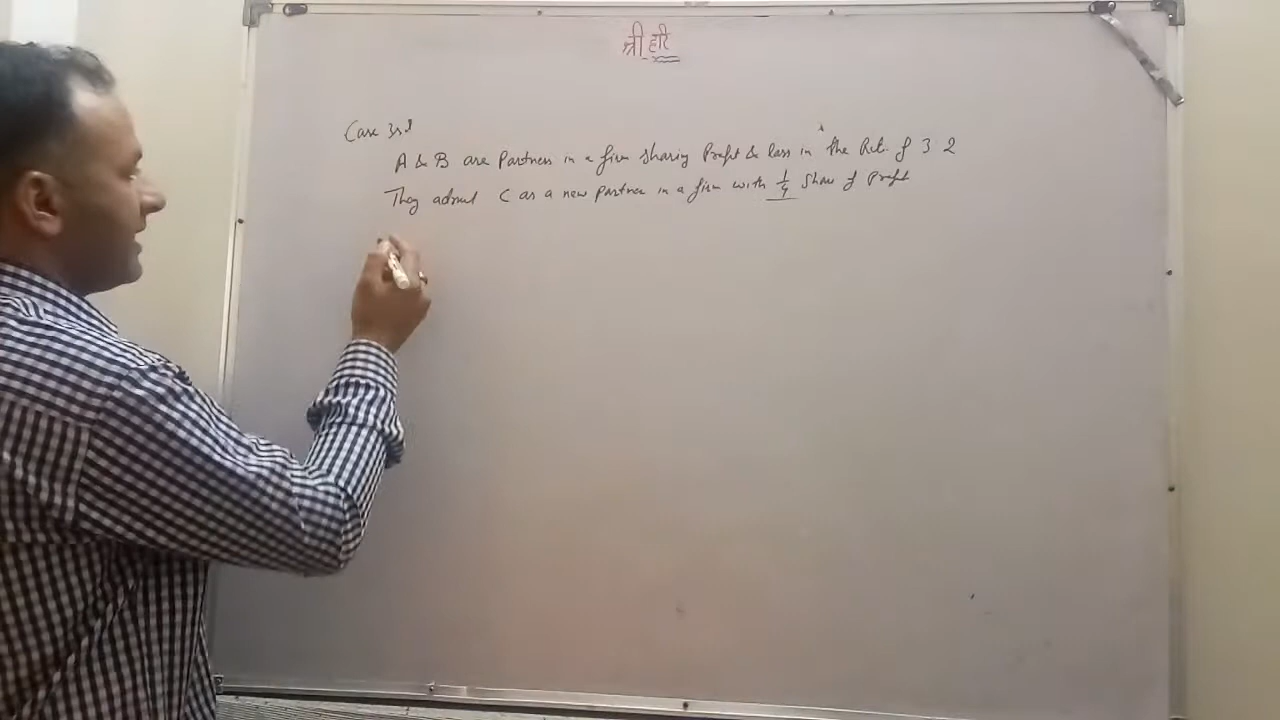 श्री हरि
Case 3rd
A & B are Partners in a firm sharing Profit & loss in the Rat. of 3 2
They admit C as a new partner in a firm with 1/4 Share of Profit